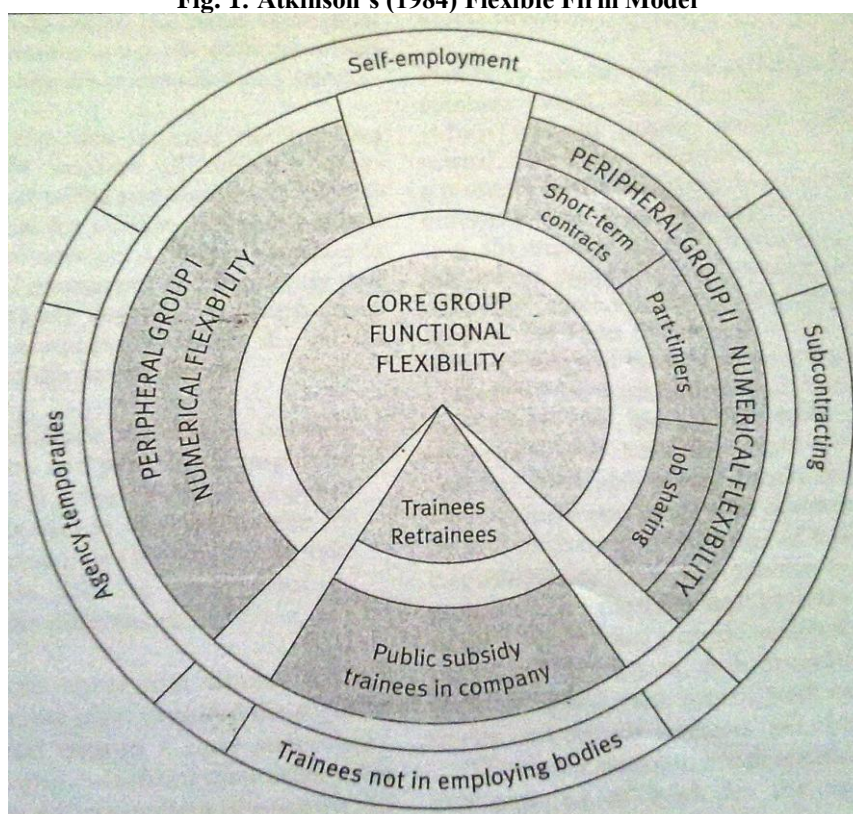 Fig. 1: Atkinson's (1984) Flexible Firm Model
Self-employment
PERIPHERAL GROUP I
NUMERICAL FLEXIBILITY
PERIPHERAL GROUP II NUMERICAL FLEXIBILITY
Short-term
contracts
Part-timers
Job sharing
CORE GROUP
FUNCTIONAL
FLEXIBILITY
Subcontracting
Agency temporaries
Trainees
Retrainees
Public subsidy
trainees in company
Trainees not in employing bodies